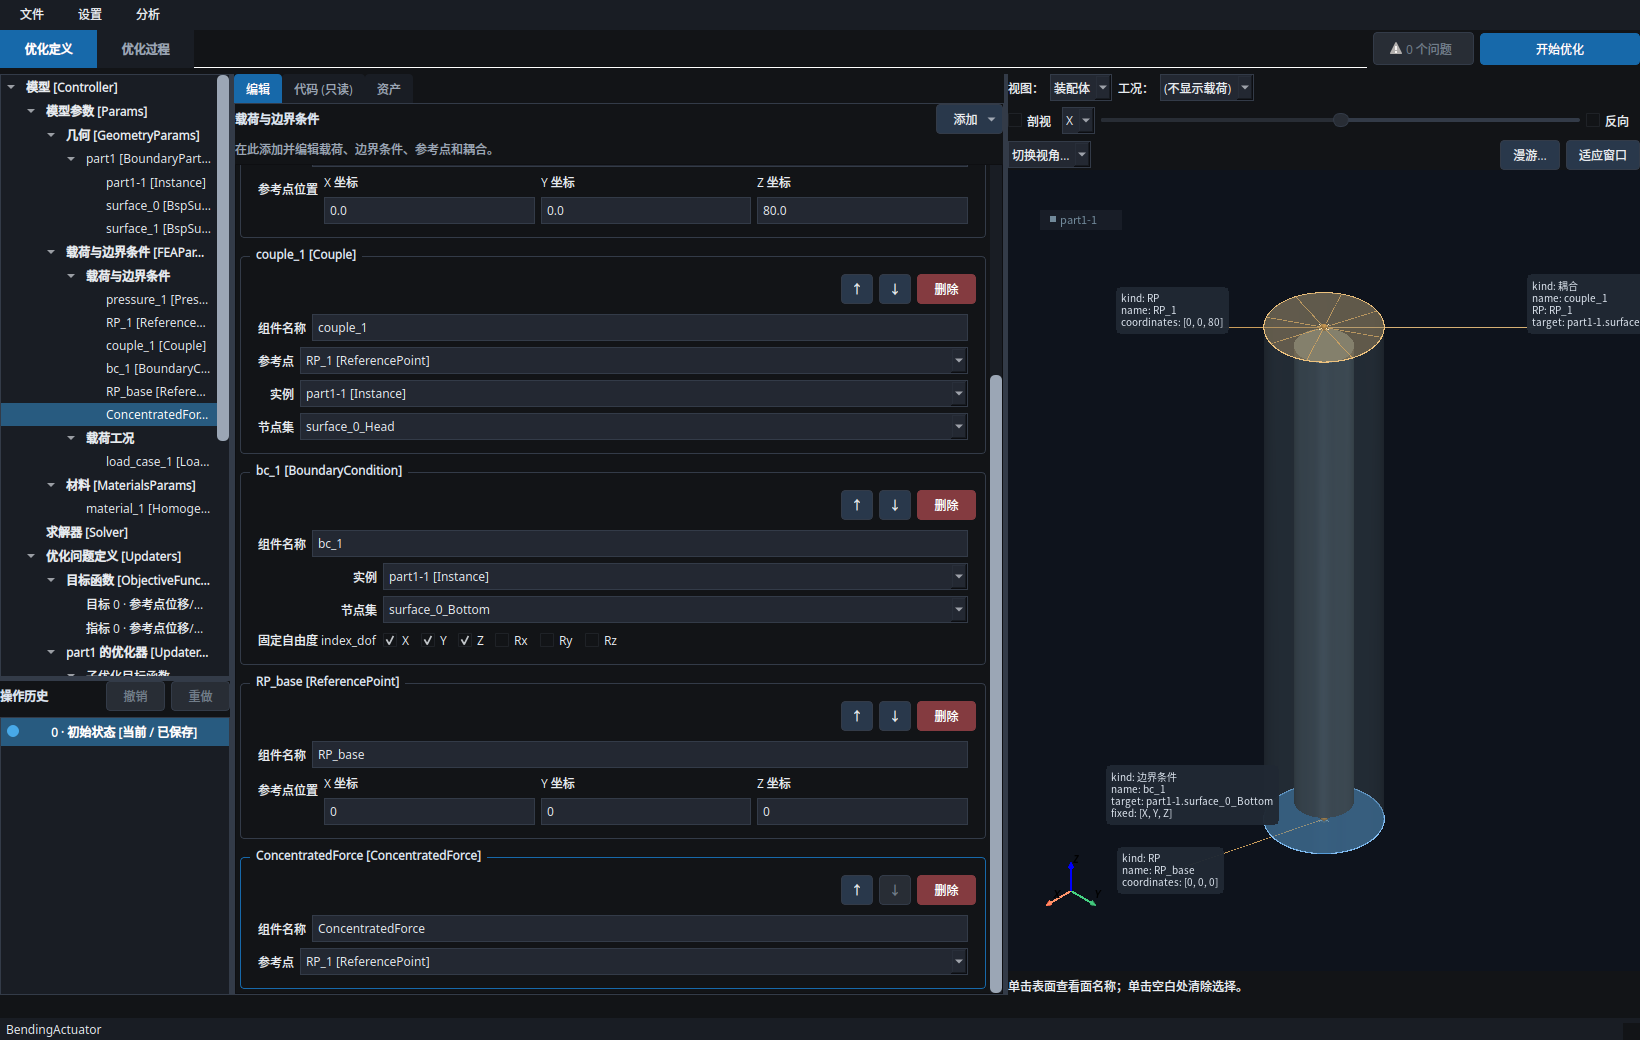 文件 设置 分析
优化定义 优化过程 0 个问题 开始优化
模型 [Controller]
模型参数 [Params]
几何 [GeometryParams]
part1 [BoundaryPart...
part1-1 [Instance]
surface_0 [BspSu...
surface_1 [BspSu...
载荷与边界条件 [FEAPar...
载荷与边界条件
pressure_1 [Pres...
RP_1 [Reference...
couple_1 [Couple]
bc_1 [BoundaryC...
RP_base [Refere...
ConcentratedFor...
载荷工况
load_case_1 [Loa...
材料 [MaterialsParams]
material_1 [Homoge...
求解器 [Solver]
优化问题定义 [Updaters]
目标函数 [ObjectiveFunc...
目标 0 · 参考点位移/...
指标 0 · 参考点位移/...
part1 的优化器 [Updater...
子优化目标函数
操作历史 撤销 重做
0 · 初始状态 [当前 / 已保存]
编辑 代码 (只读) 资产
载荷与边界条件 添加
在此添加并编辑载荷、边界条件、参考点和耦合。
参考点位置 X 坐标 Y 坐标 Z 坐标
0.0 0.0 80.0
couple_1 [Couple]
↑ ↓ 删除
组件名称 couple_1
参考点 RP_1 [ReferencePoint]
实例 part1-1 [Instance]
节点集 surface_0_Head
bc_1 [BoundaryCondition]
↑ ↓ 删除
组件名称 bc_1
实例 part1-1 [Instance]
节点集 surface_0_Bottom
固定自由度 index_dof X Y Z Rx Ry Rz
RP_base [ReferencePoint]
↑ ↓ 删除
组件名称 RP_base
参考点位置 X 坐标 Y 坐标 Z 坐标
0 0 0
ConcentratedForce [ConcentratedForce]
↑ ↓ 删除
组件名称 ConcentratedForce
参考点 RP_1 [ReferencePoint]
视图： 装配体 工况： (不显示载荷)
剖视 X 反向
切换视角... 漫游... 适应窗口
part1-1
kind: RP
name: RP_1
coordinates: [0, 0, 80]
kind: 耦合
name: couple_1
RP: RP_1
target: part1-1.surface
kind: 边界条件
name: bc_1
target: part1-1.surface_0_Bottom
fixed: [X, Y, Z]
kind: RP
name: RP_base
coordinates: [0, 0, 0]
Z
单击表面查看面名称；单击空白处清除选择。
BendingActuator